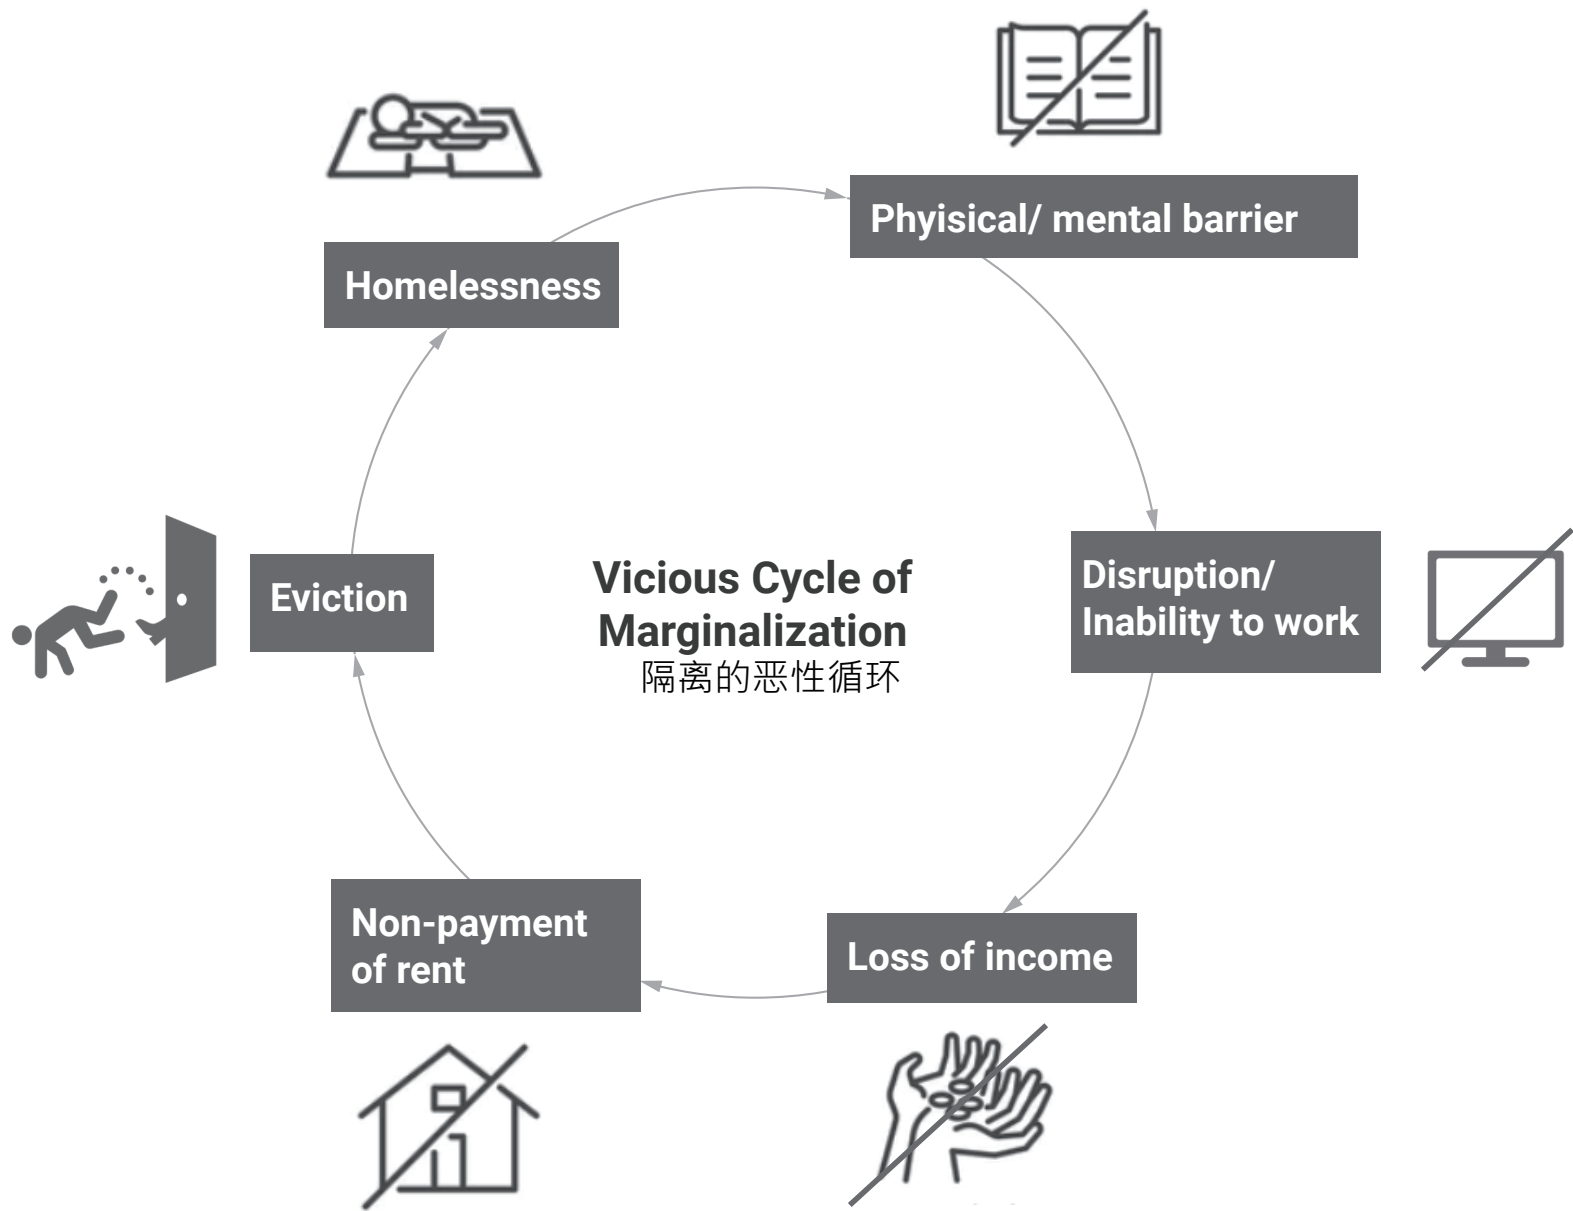 Phyisical/ mental barrier
Homelessness
Vicious Cycle of
Marginalization
隔离的恶性循环
Eviction
Disruption/
Inability to work
Non-payment
of rent
Loss of income